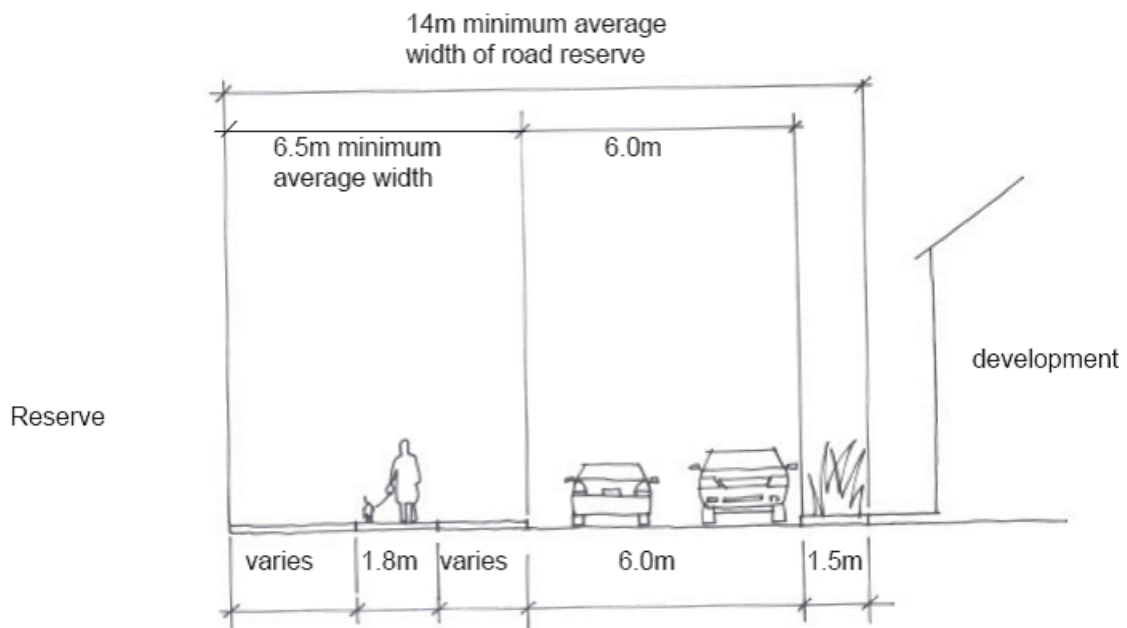 14m minimum average
width of road reserve
6.5m minimum
average width
6.0m
development
Reserve
varies
1.8m
varies
6.0m
1.5m